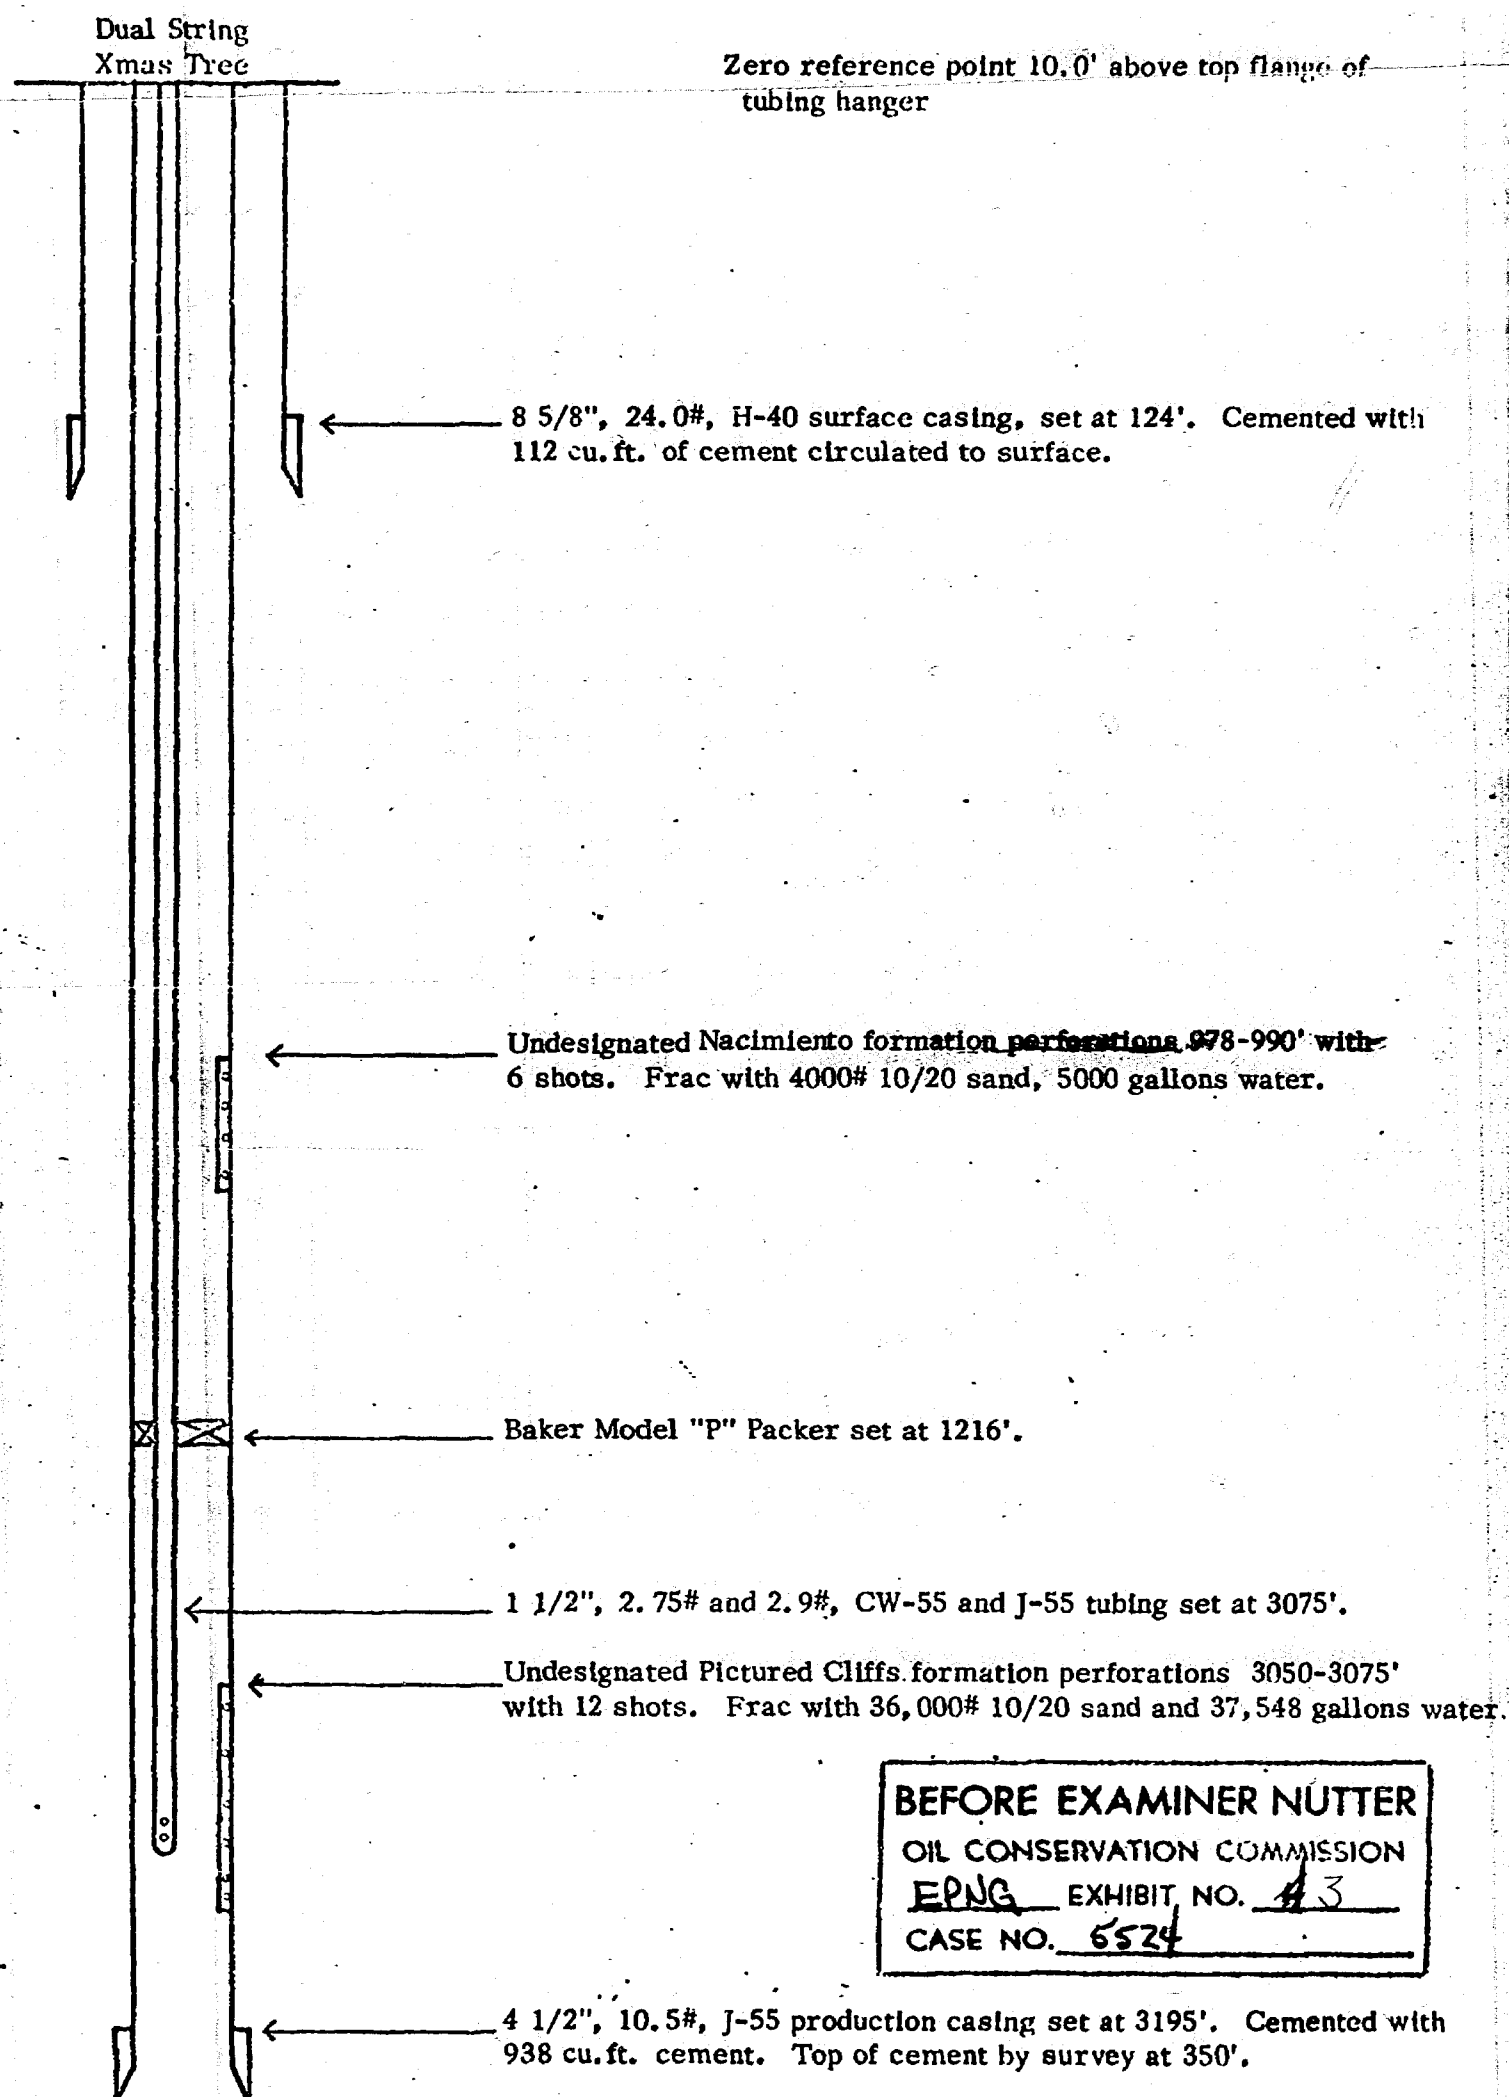 Dual String
Xmas Tree
Zero reference point 10.0' above top flange of
tubing hanger
8 5/8", 24.0#, H-40 surface casing, set at 124'. Cemented with
112 cu.ft. of cement circulated to surface.
Undesignated Nacimiento formation perforations 978-990' with
6 shots. Frac with 4000# 10/20 sand, 5000 gallons water.
Baker Model "P" Packer set at 1216'.
1 1/2", 2.75# and 2.9#, CW-55 and J-55 tubing set at 3075'.
Undesignated Pictured Cliffs formation perforations 3050-3075'
with 12 shots. Frac with 36,000# 10/20 sand and 37,548 gallons water.
BEFORE EXAMINER NUTTER
OIL CONSERVATION COMMISSION
EPNG EXHIBIT NO. 3
CASE NO. 5524
4 1/2", 10.5#, J-55 production casing set at 3195'. Cemented with
938 cu.ft. cement. Top of cement by survey at 350'.